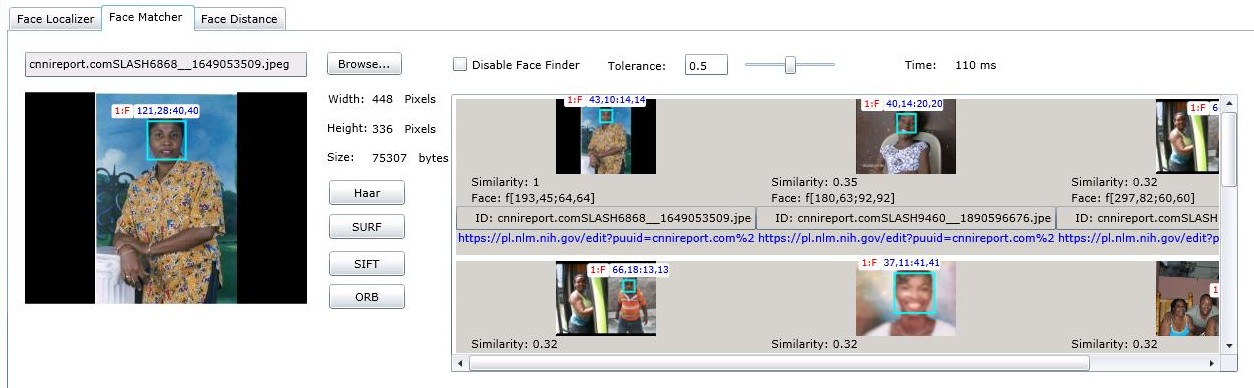 Face Localizer Face Matcher Face Distance
cnnireport.comSLASH6868__1649053509.jpeg Browse... Disable Face Finder Tolerance: 0.5 Time: 110 ms
Width: 448 Pixels
Height: 336 Pixels
Size: 75307 bytes
Haar
SURF
SIFT
ORB
1:F 121,28:40,40
1:F 43,10:14,14 1:F 40,14:20,20 1:F 6
Similarity: 1 Similarity: 0.35 Similarity: 0.32
Face: f[193,45;64,64] Face: f[180,63;92,92] Face: f[297,82;60,60]
ID: cnnireport.comSLASH6868__1649053509.jpe ID: cnnireport.comSLASH9460__1890596676.jpe ID: cnnireport.comSLASH
https://pl.nlm.nih.gov/edit?puuid=cnnireport.com%2 https://pl.nlm.nih.gov/edit?puuid=cnnireport.com%2 https://pl.nlm.nih.gov/edit?p
1:F 66,18:13,13 1:F 37,11:41,41 1
Similarity: 0.32 Similarity: 0.32 Similarity: 0.32